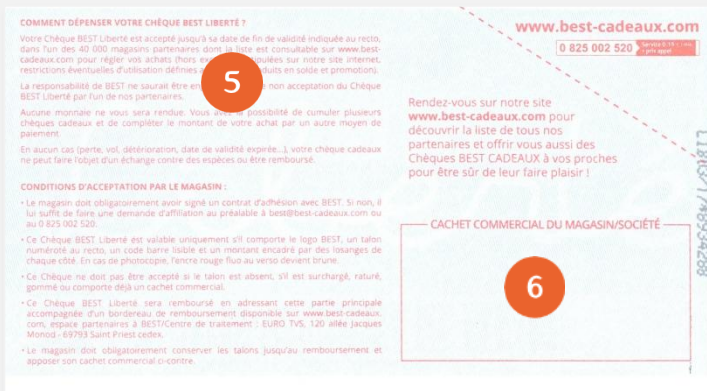 COMMENT DÉPENSER VOTRE CHÈQUE BEST LIBERTÉ ?
Votre Chèque BEST Liberté est accepté jusqu'à sa date de fin de validité indiquée au recto,
dans l'un des 40 000 magasins partenaires dont la liste est consultable sur www.best-
cadeaux.com pour régler vos achats (hors stipulées sur notre site internet,
restrictions éventuelles d'utilisation définies en solde et promotion).
La responsabilité de BEST ne saurait être non acceptation du Chèque
BEST Liberté par l'un de nos partenaires.
Aucune monnaie ne vous sera rendue. Vous avez la possibilité de cumuler plusieurs
chèques cadeaux et de compléter le montant de votre achat par un autre moyen de
paiement.
En aucun cas (perte, vol, détérioration, date de validité expirée...), votre chèque cadeaux
ne peut faire l'objet d'un échange contre des espèces ou être remboursé.
5
CONDITIONS D'ACCEPTATION PAR LE MAGASIN :
• Le magasin doit obligatoirement avoir signé un contrat d'adhésion avec BEST. Si non, il
lui suffit de faire une demande d'affiliation au préalable à best@best-cadeaux.com ou
au 0 825 002 520.
• Ce Chèque BEST Liberté est valable uniquement s'il comporte le logo BEST, un talon
numéroté au recto, un code barre lisible et un montant encadré par des losanges de
chaque côté. En cas de photocopie, l'encre rouge fluo au verso devient brune.
• Ce Chèque ne doit pas être accepté si le talon est absent, s'il est surchargé, raturé,
gommé ou comporte déjà un cachet commercial.
• Ce Chèque BEST Liberté sera remboursé en adressant cette partie principale
accompagnée d'un bordereau de remboursement disponible sur www.best-cadeaux.
com, espace partenaires à BEST/Centre de traitement : EURO TVS, 120 allée Jacques
Monod - 69793 Saint Priest cedex.
• Le magasin doit obligatoirement conserver les talons jusqu'au remboursement et
apposer son cachet commercial ci-contre.
www.best-cadeaux.com
0 825 002 520
Rendez-vous sur notre site
www.best-cadeaux.com pour
découvrir la liste de tous nos
partenaires et offrir vous aussi des
Chèques BEST CADEAUX à vos proches
pour être sûr de leur faire plaisir !
CACHET COMMERCIAL DU MAGASIN/SOCIÉTÉ
6